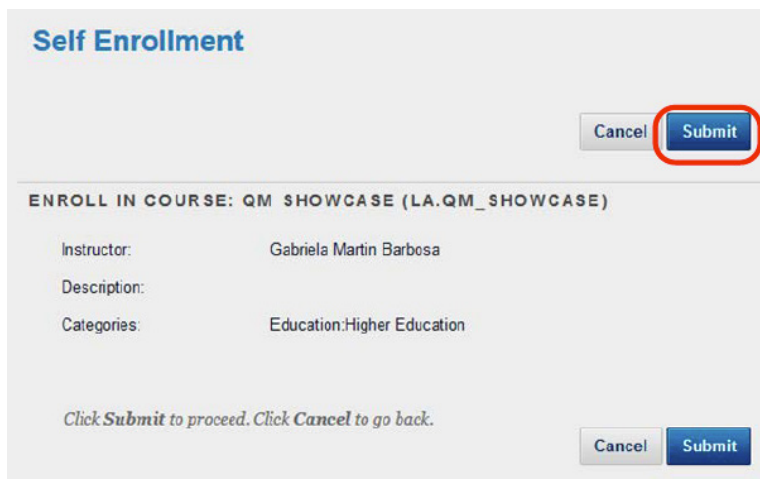 Self Enrollment
Cancel Submit
ENROLL IN COURSE: QM SHOWCASE (LA.QM_SHOWCASE)
Instructor: Gabriela Martin Barbosa
Description:
Categories: Education:Higher Education
Click Submit to proceed. Click Cancel to go back.
Cancel Submit